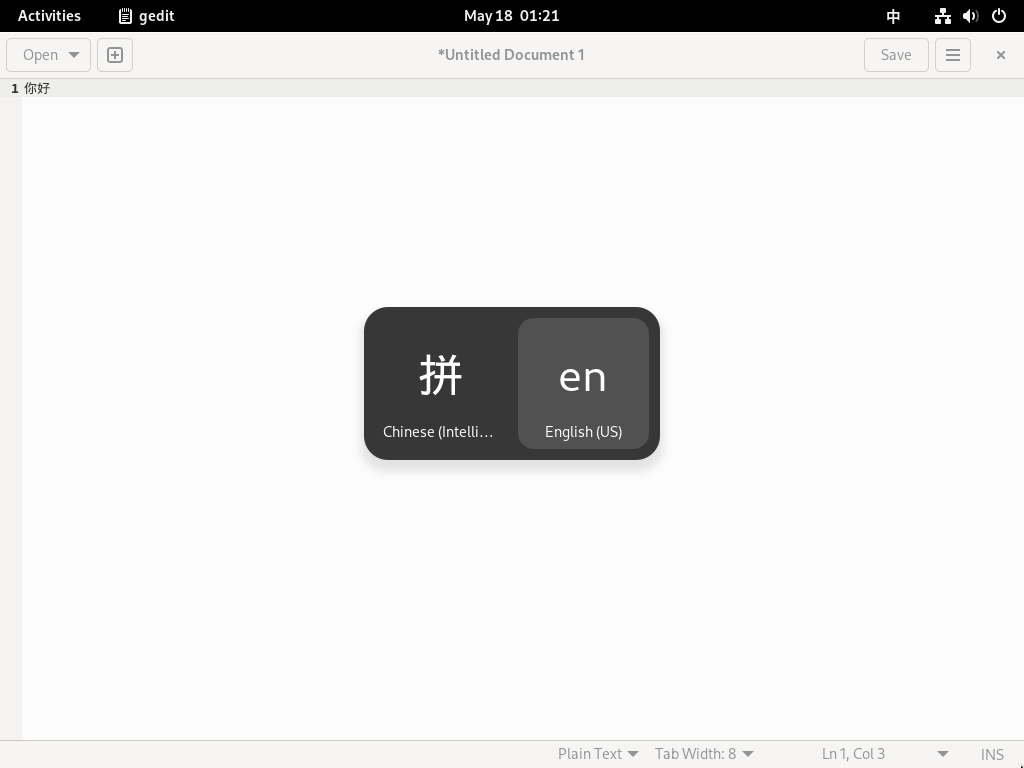 Activities gedit May 18 01:21 中
Open *Untitled Document 1 Save
1 你好
拼 en
Chinese (Intelli... English (US)
Plain Text Tab Width: 8 Ln 1, Col 3 INS